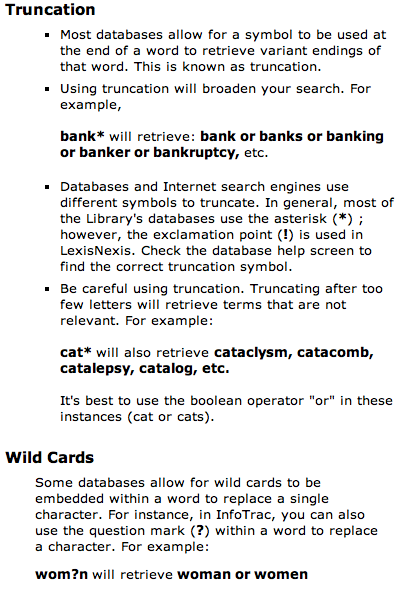 Truncation
Most databases allow for a symbol to be used at
the end of a word to retrieve variant endings of
that word. This is known as truncation.
Using truncation will broaden your search. For
example,
bank* will retrieve: bank or banks or banking
or banker or bankruptcy, etc.
Databases and Internet search engines use
different symbols to truncate. In general, most of
the Library's databases use the asterisk (*) ;
however, the exclamation point (!) is used in
LexisNexis. Check the database help screen to
find the correct truncation symbol.
Be careful using truncation. Truncating after too
few letters will retrieve terms that are not
relevant. For example:
cat* will also retrieve cataclysm, catacomb,
catalepsy, catalog, etc.
It's best to use the boolean operator "or" in these
instances (cat or cats).
Wild Cards
Some databases allow for wild cards to be
embedded within a word to replace a single
character. For instance, in InfoTrac, you can also
use the question mark (?) within a word to replace
a character. For example:
wom?n will retrieve woman or women